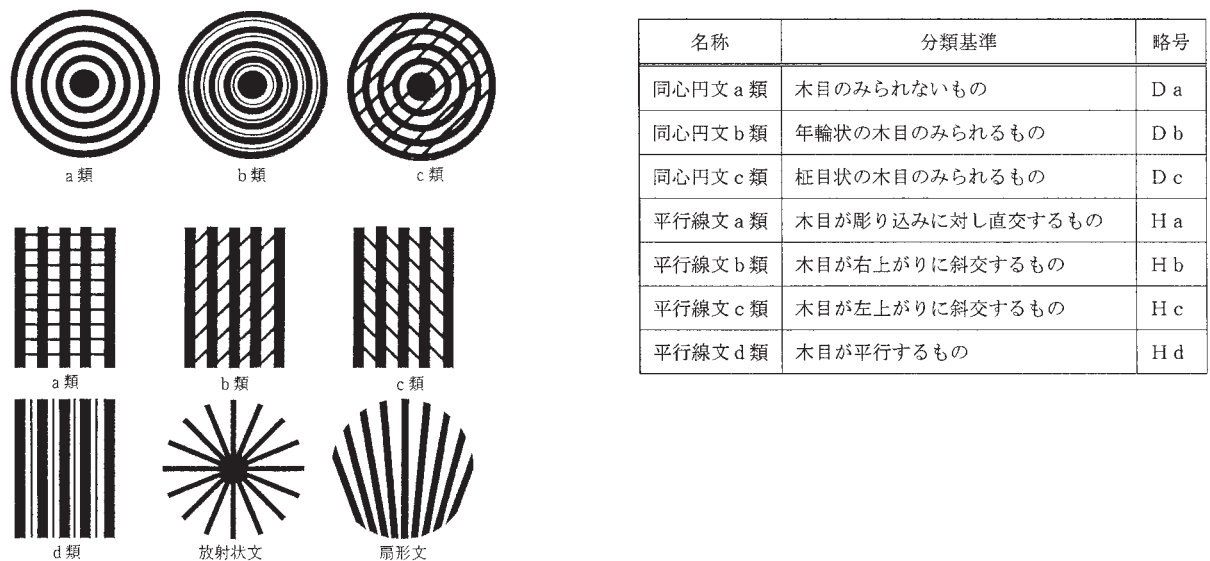 a類
b類
c類
a類
b類
c類
d類
放射状文
扇形文
名称 分類基準 略号
同心円文a類 木目のみられないもの Da
同心円文b類 年輪状の木目のみられるもの Db
同心円文c類 柾目状の木目のみられるもの Dc
平行線文a類 木目が彫り込みに対し直交するもの Ha
平行線文b類 木目が右上がりに斜交するもの Hb
平行線文c類 木目が左上がりに斜交するもの Hc
平行線文d類 木目が平行するもの Hd